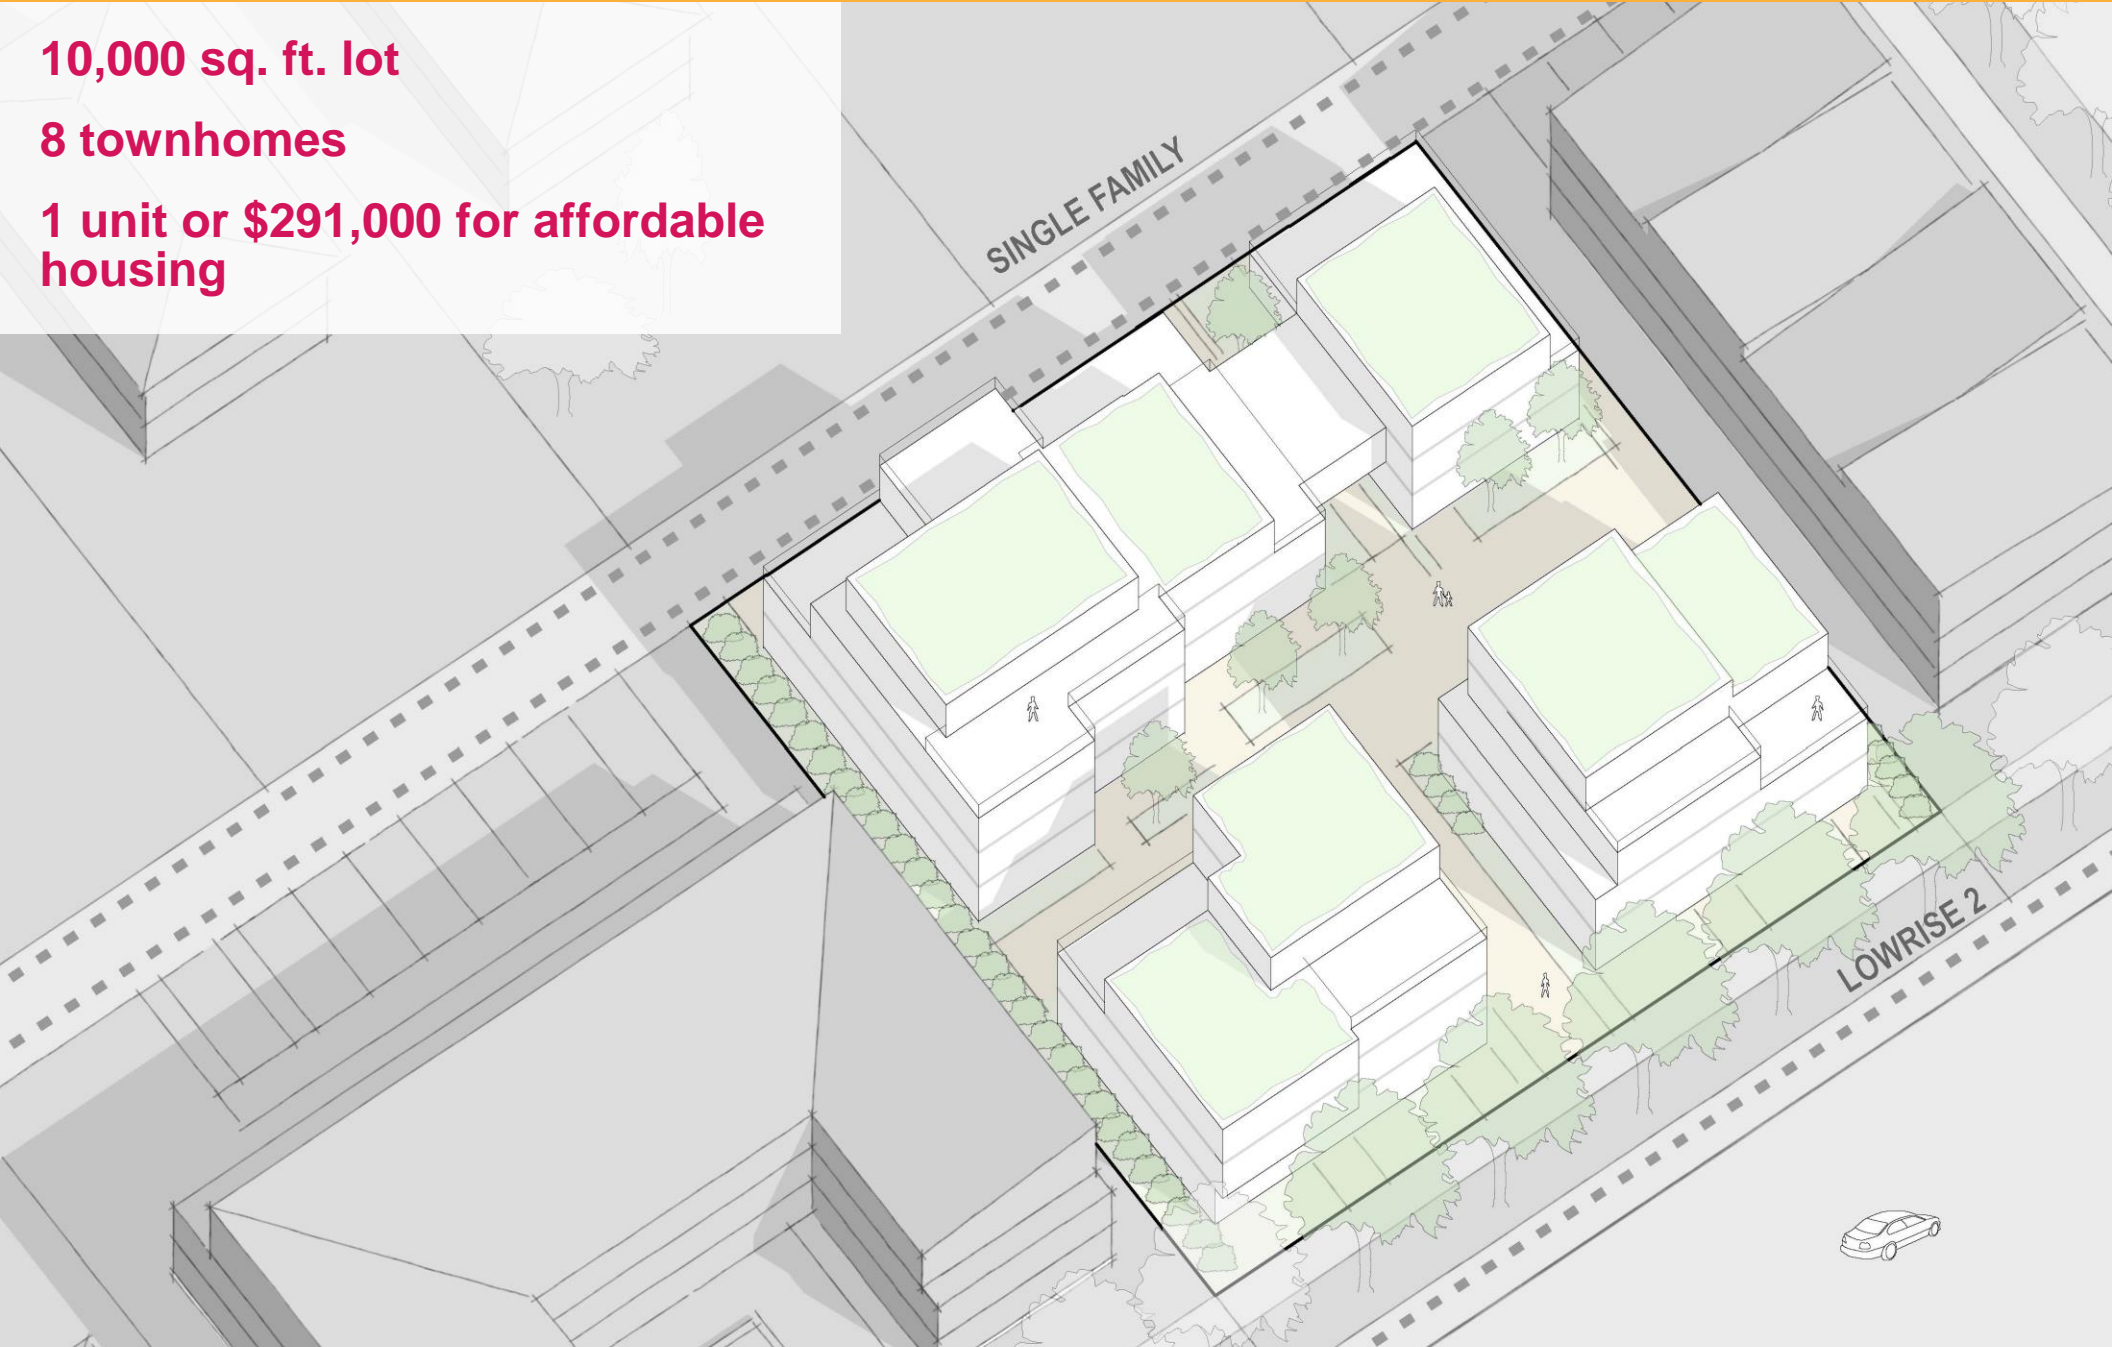 10,000 sq. ft. lot
8 townhomes
1 unit or $291,000 for affordable
housing
SINGLE FAMILY
LOWRISE 2